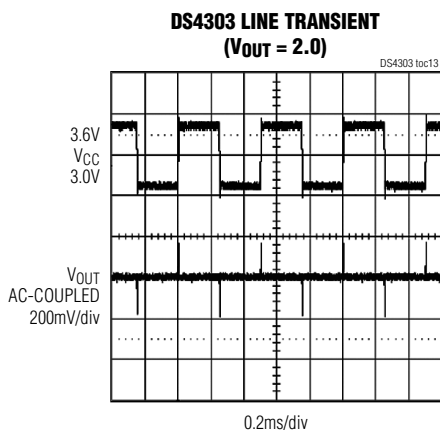 DS4303 LINE TRANSIENT
(VOUT = 2.0)
DS4303 toc13
3.6V
VCC
3.0V
VOUT
AC-COUPLED
200mV/div
0.2ms/div